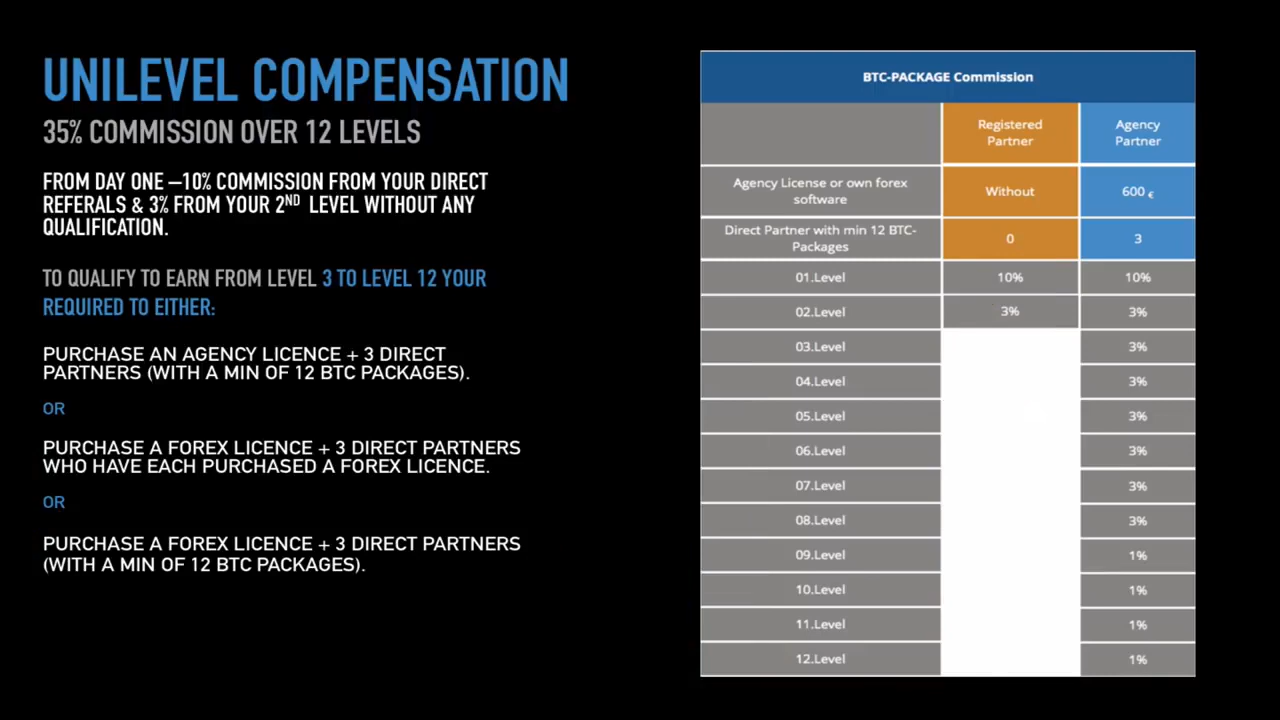 UNILEVEL COMPENSATION
35% COMMISSION OVER 12 LEVELS
FROM DAY ONE –10% COMMISSION FROM YOUR DIRECT
REFERALS & 3% FROM YOUR 2ND LEVEL WITHOUT ANY
QUALIFICATION.
TO QUALIFY TO EARN FROM LEVEL 3 TO LEVEL 12 YOUR
REQUIRED TO EITHER:
PURCHASE AN AGENCY LICENCE + 3 DIRECT
PARTNERS (WITH A MIN OF 12 BTC PACKAGES).
OR
PURCHASE A FOREX LICENCE + 3 DIRECT PARTNERS
WHO HAVE EACH PURCHASED A FOREX LICENCE.
OR
PURCHASE A FOREX LICENCE + 3 DIRECT PARTNERS
(WITH A MIN OF 12 BTC PACKAGES).
BTC-PACKAGE Commission
Registered Partner Agency Partner
Agency License or own forex software Without 600 €
Direct Partner with min 12 BTC-Packages 0 3
01.Level 10% 10%
02.Level 3% 3%
03.Level 3%
04.Level 3%
05.Level 3%
06.Level 3%
07.Level 3%
08.Level 3%
09.Level 1%
10.Level 1%
11.Level 1%
12.Level 1%